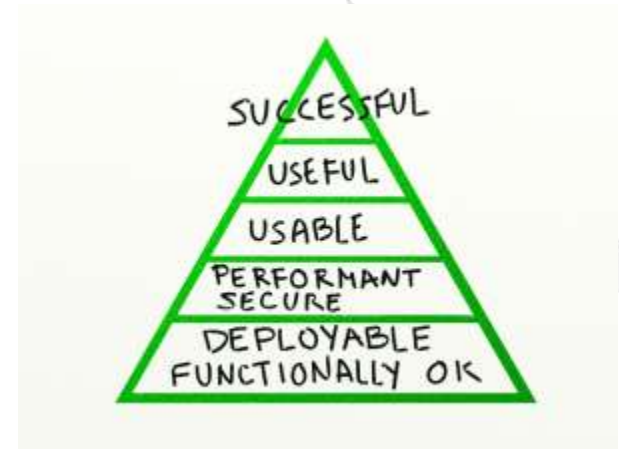 SUCCESSFUL
USEFUL
USABLE
PERFORMANT
SECURE
DEPLOYABLE
FUNCTIONALLY OK